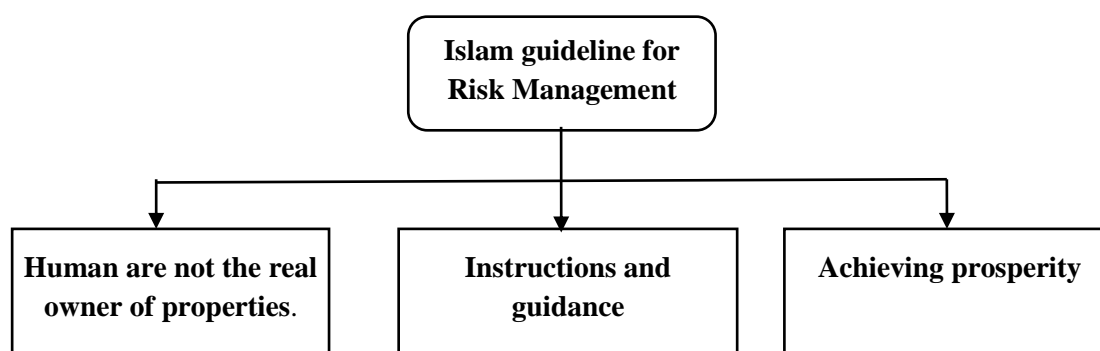 Islam guideline for
Risk Management
Human are not the real
owner of properties.
Instructions and
guidance
Achieving prosperity